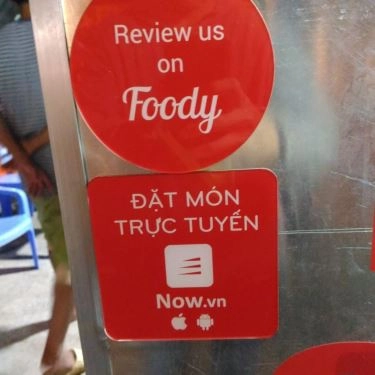 Review us
on
Foody
ĐẶT MÓN
TRỰC TUYẾN
Now.vn